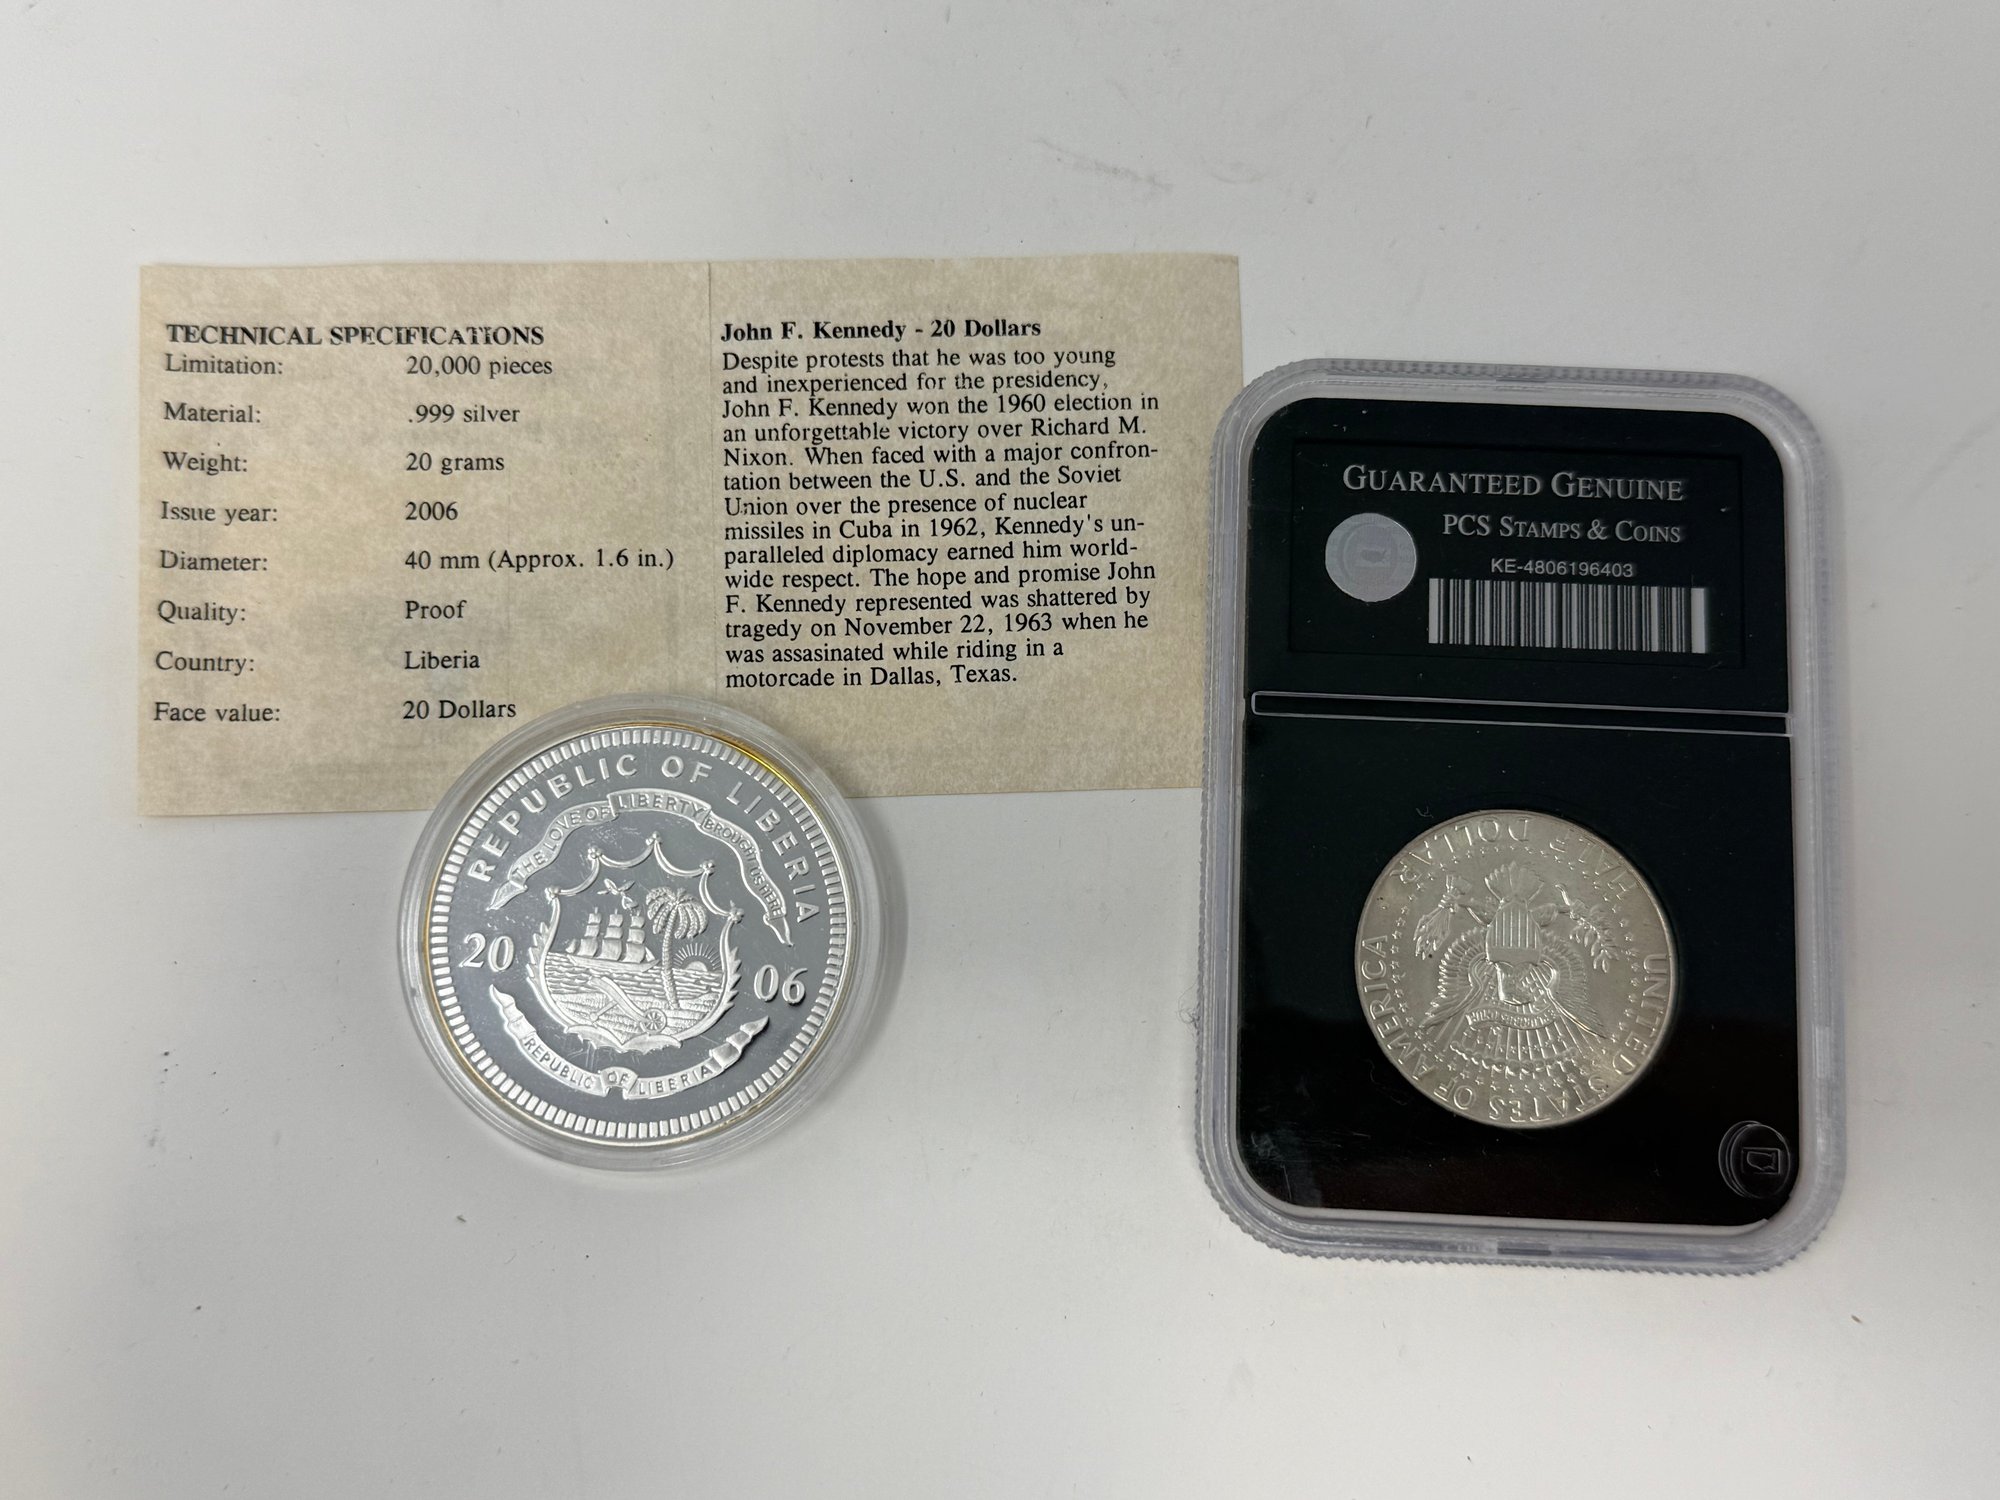 TECHNICAL SPECIFICATIONS
Limitation: 20,000 pieces
Material: .999 silver
Weight: 20 grams
Issue year: 2006
Diameter: 40 mm (Approx. 1.6 in.)
Quality: Proof
Country: Liberia
Face value: 20 Dollars
John F. Kennedy - 20 Dollars
Despite protests that he was too young
and inexperienced for the presidency,
John F. Kennedy won the 1960 election in
an unforgettable victory over Richard M.
Nixon. When faced with a major confron-
tation between the U.S. and the Soviet
Union over the presence of nuclear
missiles in Cuba in 1962, Kennedy's un-
paralleled diplomacy earned him world-
wide respect. The hope and promise John
F. Kennedy represented was shattered by
tragedy on November 22, 1963 when he
was assasinated while riding in a
motorcade in Dallas, Texas.
REPUBLIC OF LIBERIA
THE LOVE OF LIBERTY BROUGHT US HERE
20 06
REPUBLIC OF LIBERIA
GUARANTEED GENUINE
PCS STAMPS & COINS
KE-4806196403
HALF DOLLAR
UNITED STATES OF AMERICA